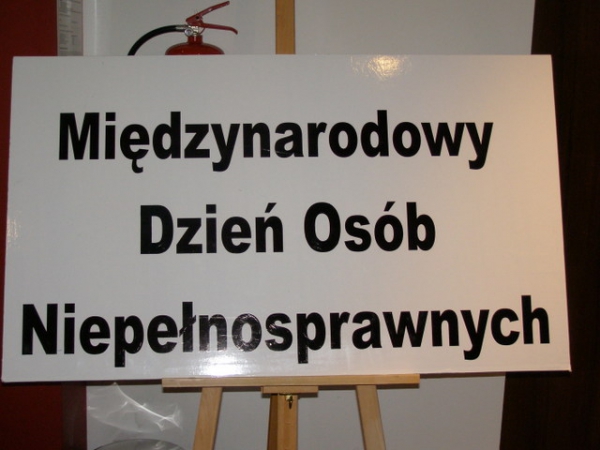 Międzynarodowy
Dzień Osób
Niepełnosprawnych